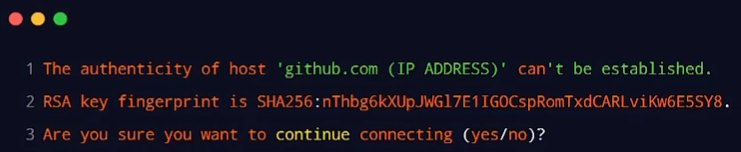 1 The authenticity of host 'github.com (IP ADDRESS)' can't be established.
2 RSA key fingerprint is SHA256:nThbg6kXUpJWGl7E1IGOCspRomTxdCARLviKw6E5SY8.
3 Are you sure you want to continue connecting (yes/no)?